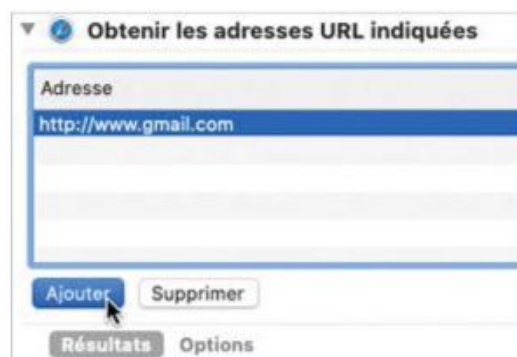 Obtenir les adresses URL indiquées
Adresse
http://www.gmail.com
Ajouter Supprimer
Résultats Options